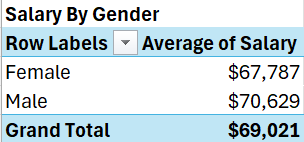 Salary By Gender
Row Labels Average of Salary
Female $67,787
Male $70,629
Grand Total $69,021